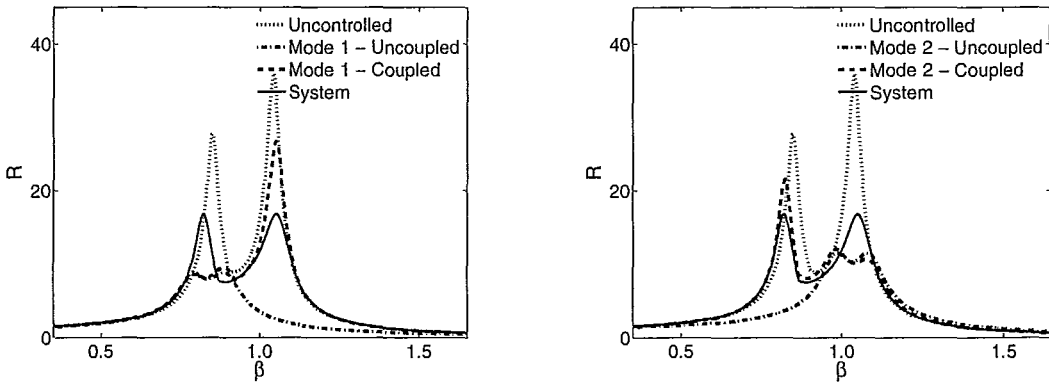 40
20
0
R
0.5
1.0
1.5
β
Uncontrolled
Mode 1 – Uncoupled
Mode 1 – Coupled
System
40
20
0
R
0.5
1.0
1.5
β
Uncontrolled
Mode 2 – Uncoupled
Mode 2 – Coupled
System